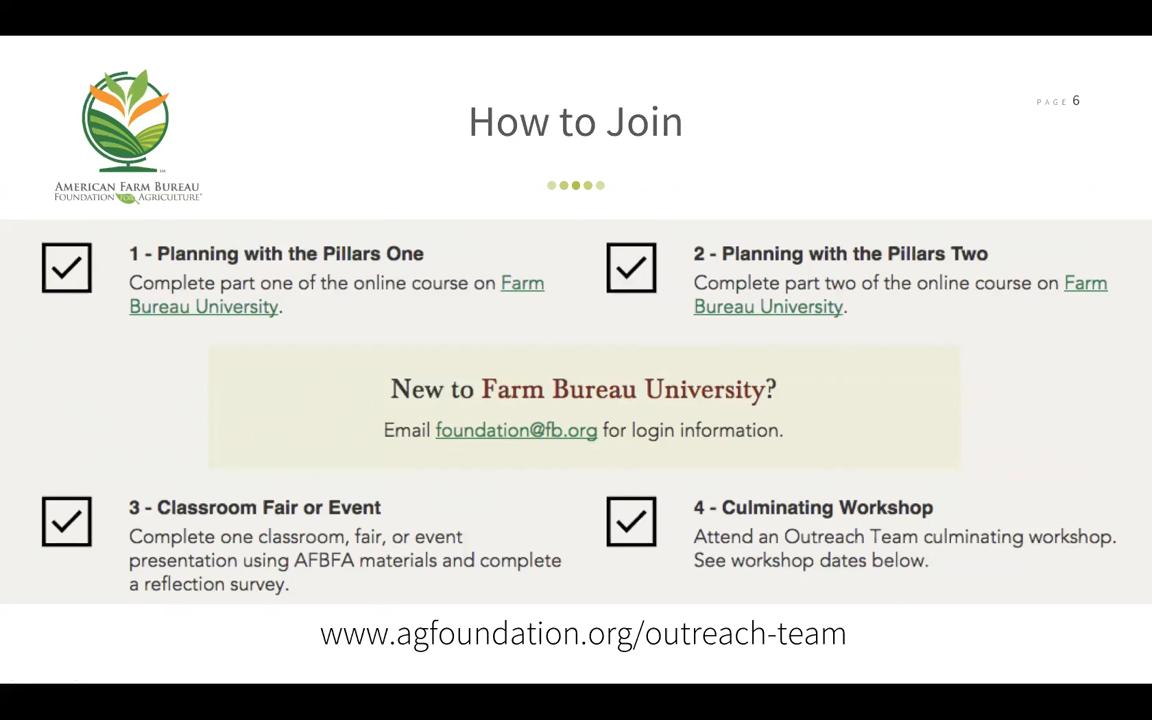 How to Join
PAGE 6
AMERICAN FARM BUREAU
FOUNDATION FOR AGRICULTURE
1 - Planning with the Pillars One
Complete part one of the online course on Farm
Bureau University.
2 - Planning with the Pillars Two
Complete part two of the online course on Farm
Bureau University.
New to Farm Bureau University?
Email foundation@fb.org for login information.
3 - Classroom Fair or Event
Complete one classroom, fair, or event
presentation using AFBFA materials and complete
a reflection survey.
4 - Culminating Workshop
Attend an Outreach Team culminating workshop.
See workshop dates below.
www.agfoundation.org/outreach-team